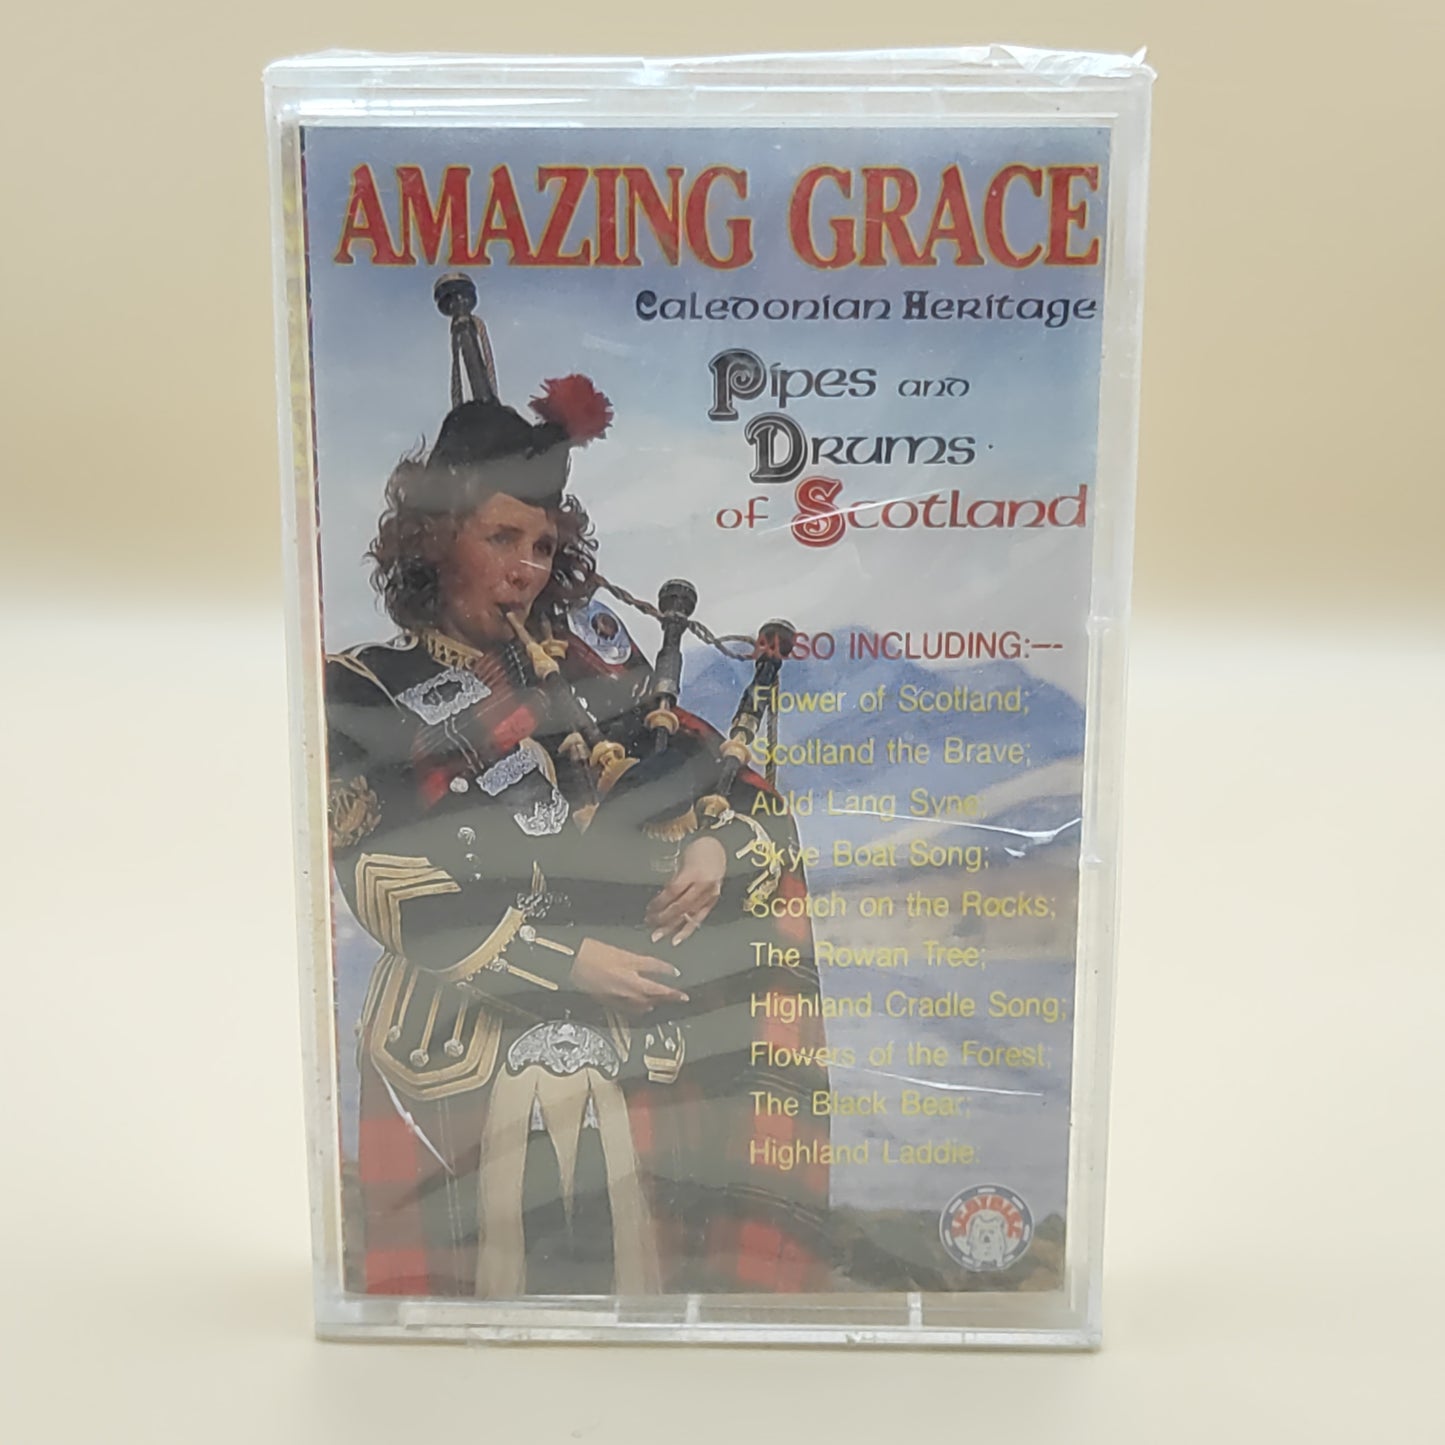 AMAZING GRACE
Caledonian Heritage
Pipes and
Drums
of Scotland
ALSO INCLUDING:--
Flower of Scotland;
Scotland the Brave;
Auld Lang Syne;
Skye Boat Song;
Scotch on the Rocks;
The Rowan Tree;
Highland Cradle Song;
Flowers of the Forest;
The Black Bear;
Highland Laddie.